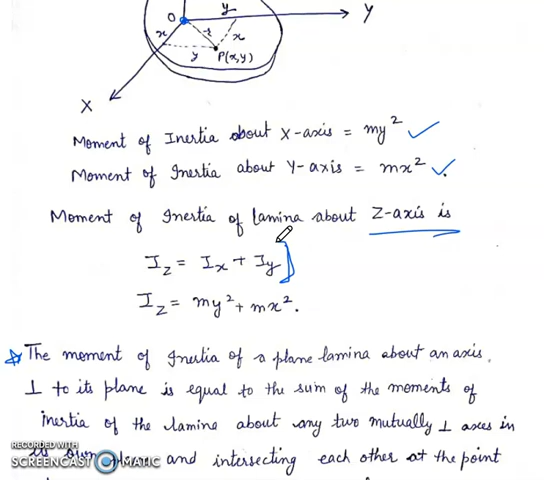 O y Y
x r x
y P(x,y)
X
Moment of Inertia about X-axis = my²
Moment of Inertia about Y-axis = mx²
Moment of Inertia of lamina about Z-axis is
I_z = I_x + I_y
I_z = my² + mx².
The moment of Inertia of a plane lamina about an axis
⊥ to its plane is equal to the sum of the moments of
inertia of the lamina about any two mutually ⊥ axes in
RECORDED WITH
its own plane and intersecting each other at the point
SCREENCAST MATIC